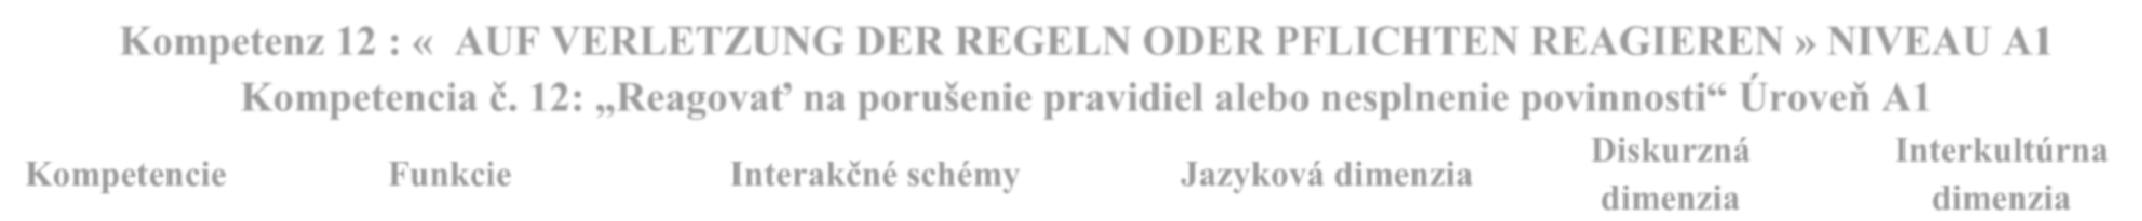 Kompetenz 12 : «  AUF VERLETZUNG DER REGELN ODER PFLICHTEN REAGIEREN » NIVEAU A1
Kompetencia č. 12: „Reagovať na porušenie pravidiel alebo nesplnenie povinnosti“ Úroveň A1
Kompetencie Funkcie Interakčné schémy Jazyková dimenzia Diskurzná dimenzia Interkultúrna dimenzia